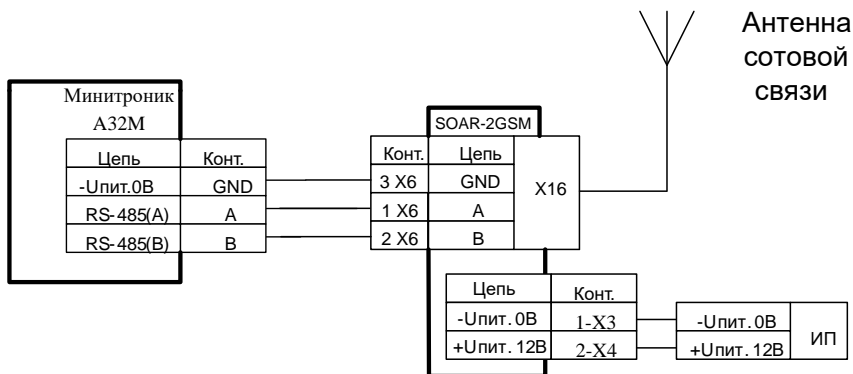 Антенна
сотовой
связи
Минитроник
А32М
Цепь Конт.
-Uпит.0В GND
RS-485(A) A
RS-485(B) B
SOAR-2GSM
Конт. Цепь
3 X6 GND
1 X6 A
2 X6 B
X16
Цепь Конт.
-Uпит.0В 1-X3
+Uпит.12В 2-X4
-Uпит.0В
+Uпит.12В
ИП